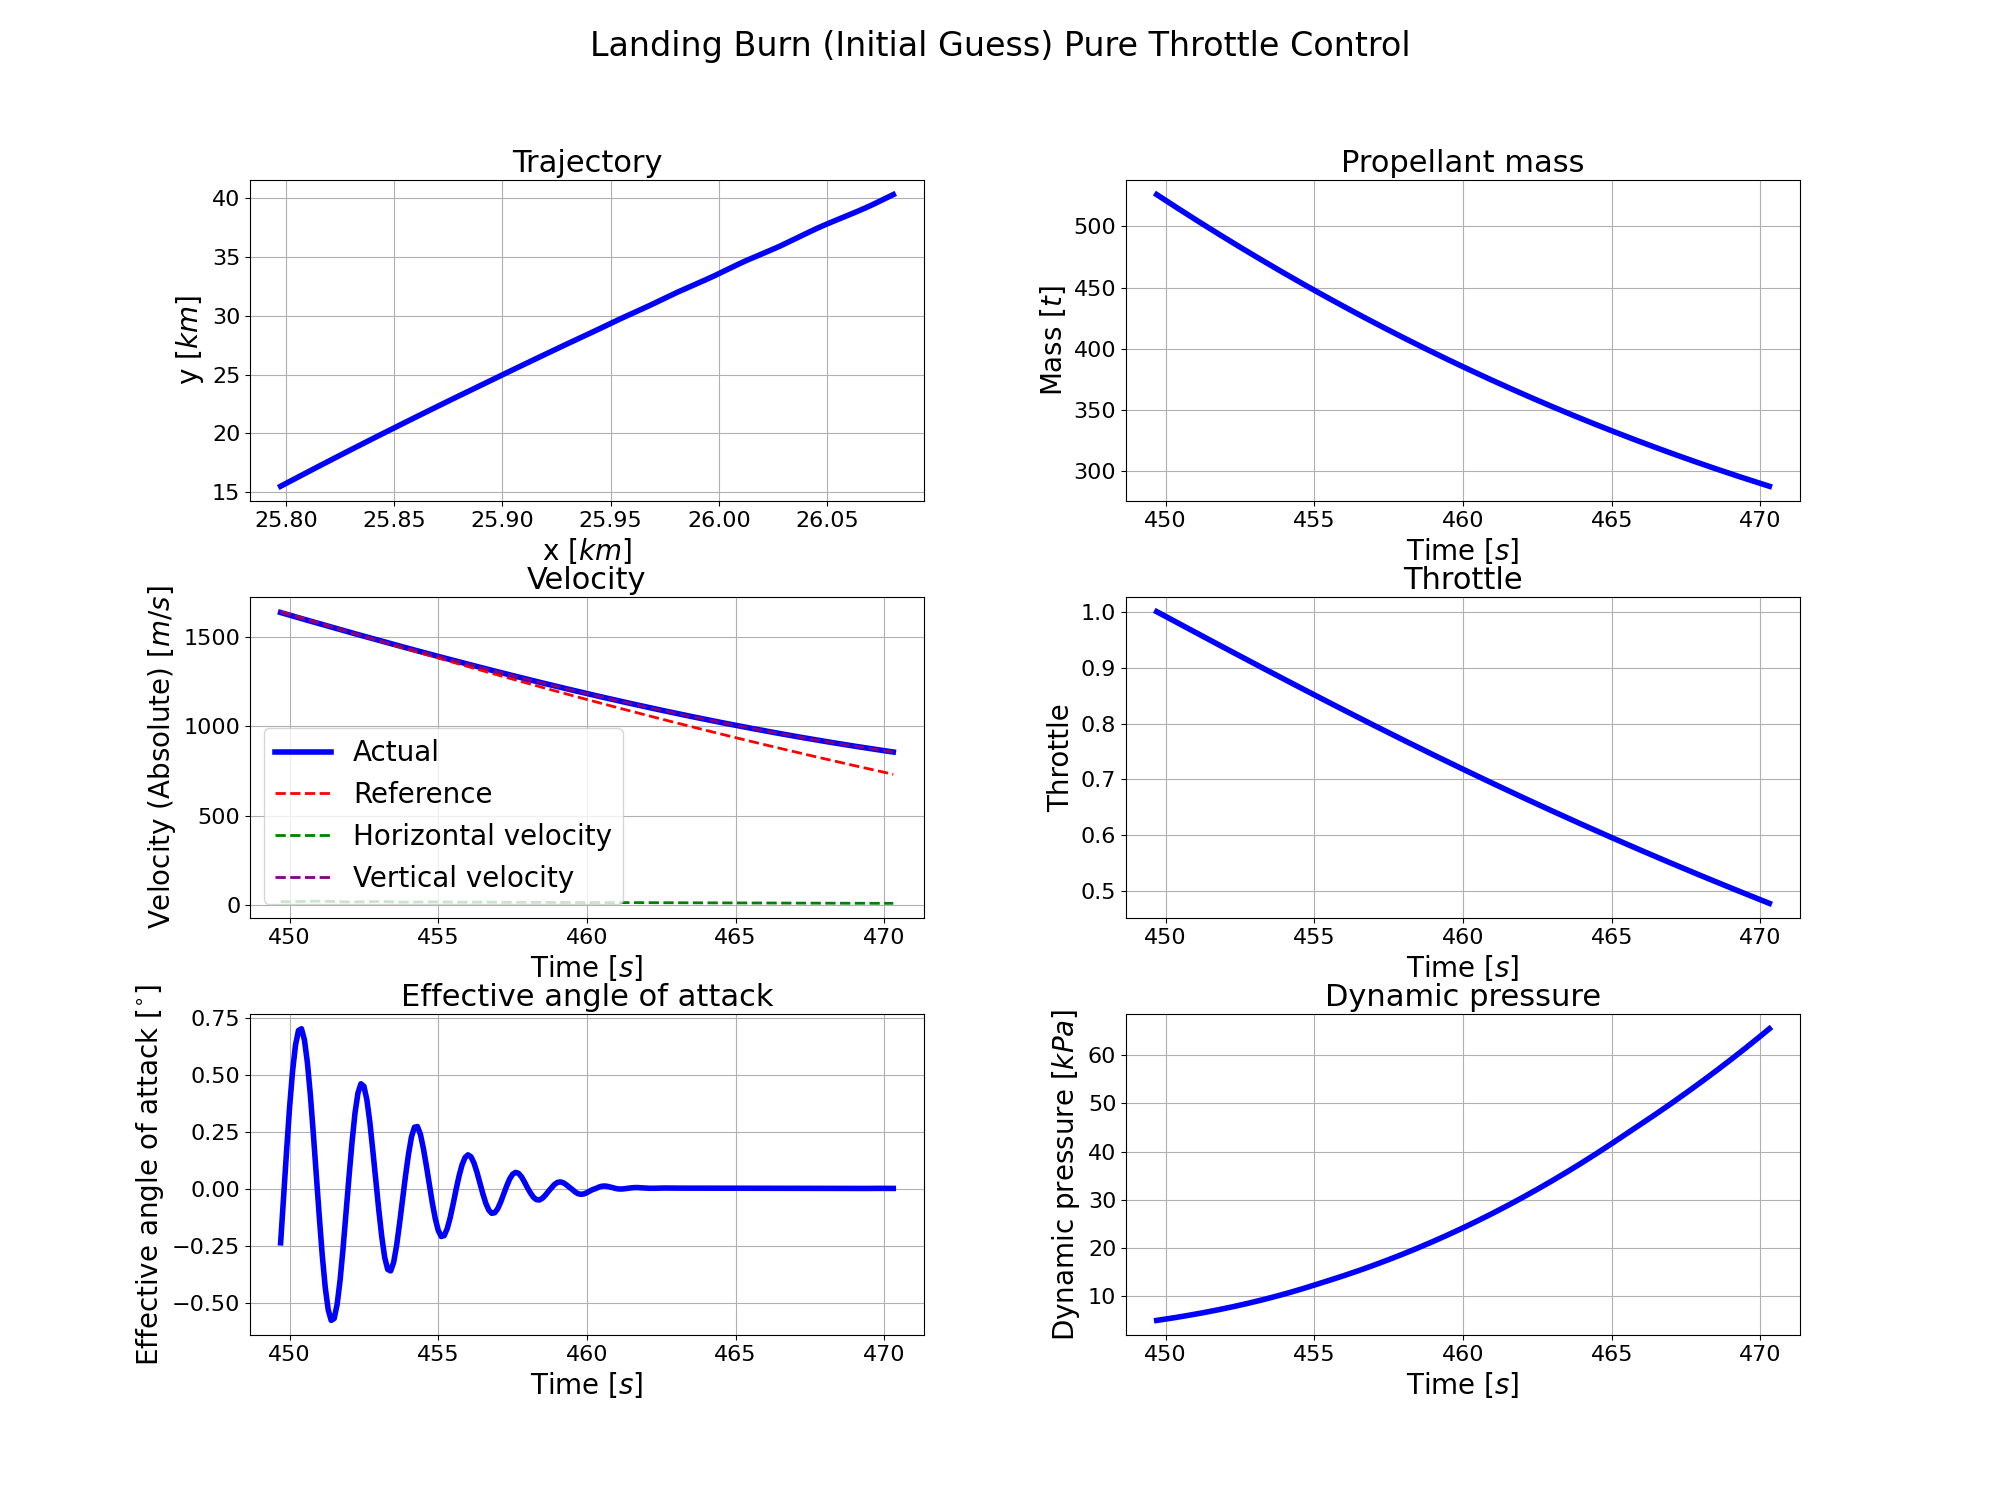 Landing Burn (Initial Guess) Pure Throttle Control
Trajectory
y [km]
40
35
30
25
20
15
25.80 25.85 25.90 25.95 26.00 26.05
x [km]
Propellant mass
Mass [t]
500
450
400
350
300
450 455 460 465 470
Time [s]
Velocity
Velocity (Absolute) [m/s]
1500
1000
500
0
Actual
Reference
Horizontal velocity
Vertical velocity
450 455 460 465 470
Time [s]
Throttle
Throttle
1.0
0.9
0.8
0.7
0.6
0.5
450 455 460 465 470
Time [s]
Effective angle of attack
Effective angle of attack [°]
0.75
0.50
0.25
0.00
−0.25
−0.50
450 455 460 465 470
Time [s]
Dynamic pressure
Dynamic pressure [kPa]
60
50
40
30
20
10
450 455 460 465 470
Time [s]